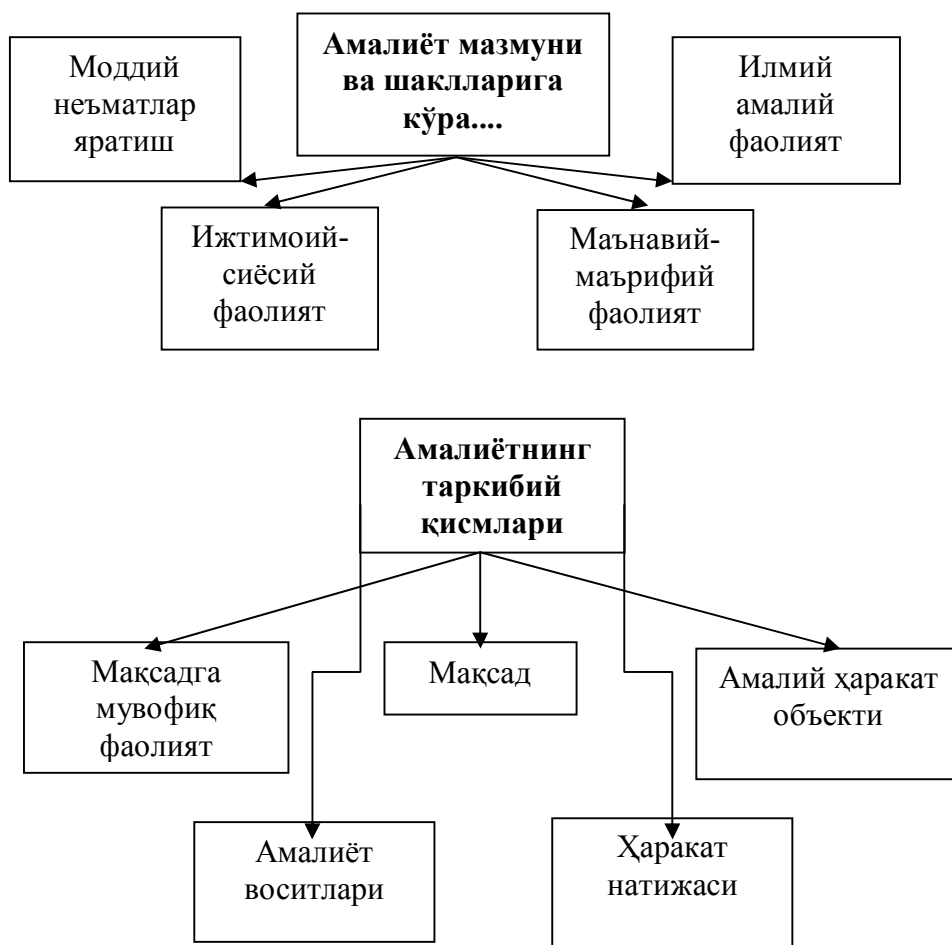 Амалиёт мазмуни
ва шаклларига
кўра....
Моддий
неъматлар
яратиш
Илмий
амалий
фаолият
Ижтимоий-
сиёсий
фаолият
Маънавий-
маърифий
фаолият
Амалиётнинг
таркибий
қисмлари
Мақсадга
мувофиқ
фаолият
Мақсад
Амалий ҳаракат
объекти
Амалиёт
воситлари
Ҳаракат
натижаси